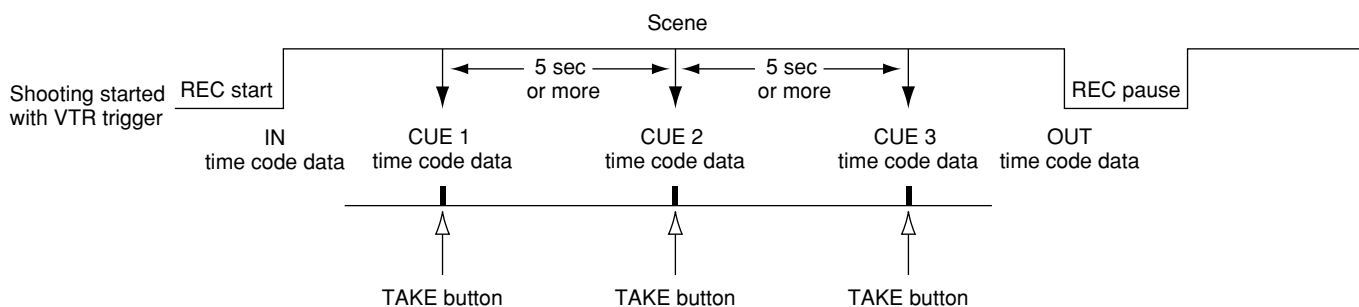 Scene
5 sec
or more
5 sec
or more
Shooting started
with VTR trigger
REC start
REC pause
IN
time code data
CUE 1
time code data
CUE 2
time code data
CUE 3
time code data
OUT
time code data
TAKE button
TAKE button
TAKE button